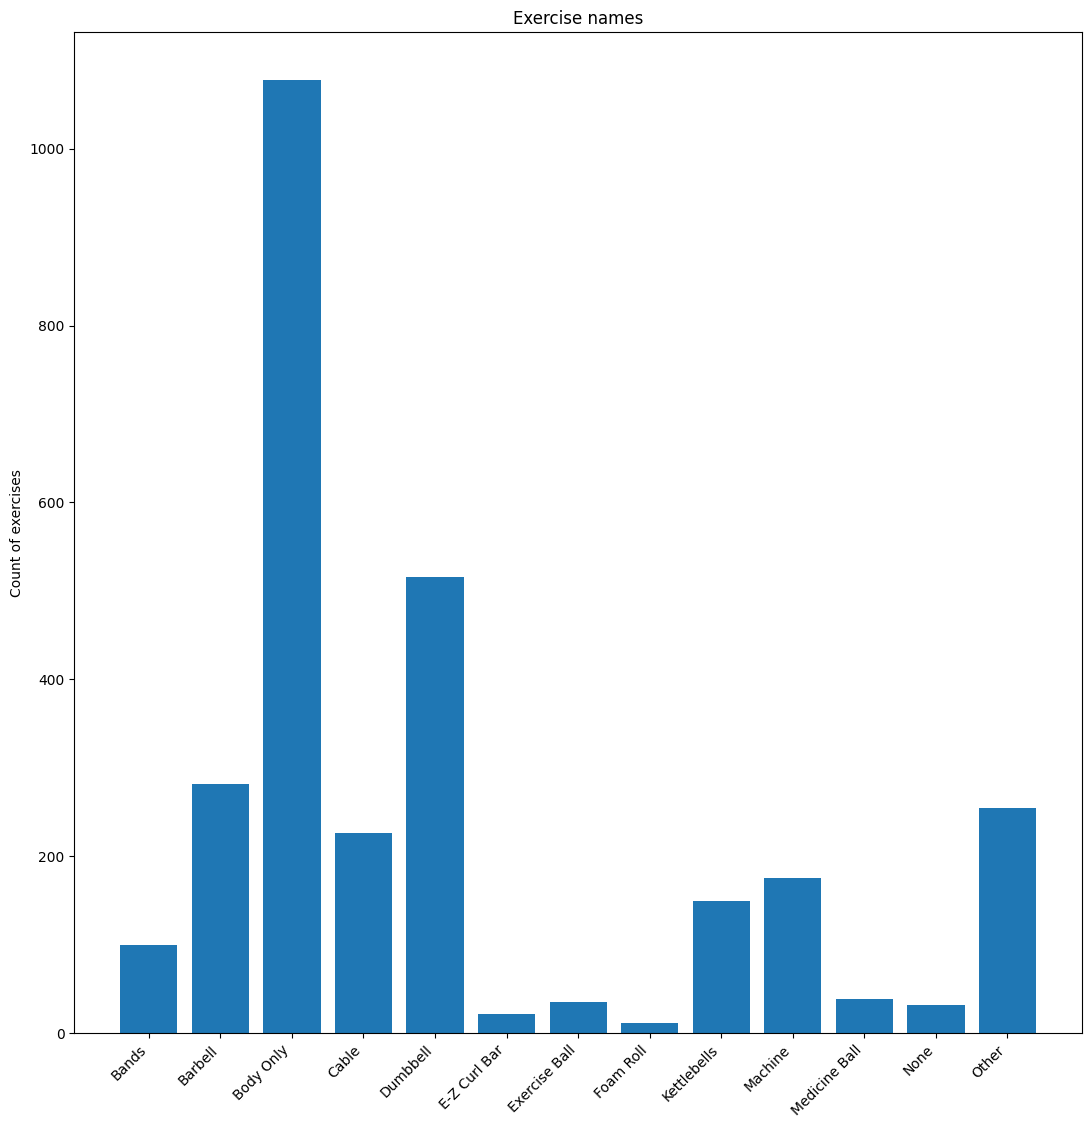 Exercise names
Count of exercises
1000
800
600
400
200
0
Bands
Barbell
Body Only
Cable
Dumbbell
E-Z Curl Bar
Exercise Ball
Foam Roll
Kettlebells
Machine
Medicine Ball
None
Other